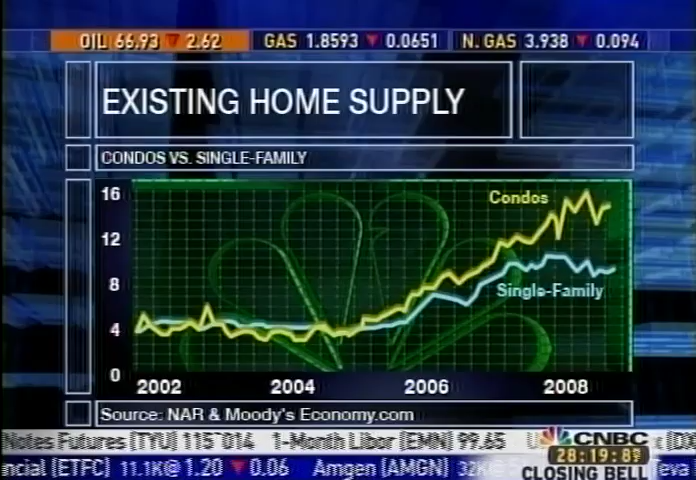 OIL 66.93 ▼ 2.62 GAS 1.8593 ▼ 0.0651 N. GAS 3.938 ▼ 0.094
EXISTING HOME SUPPLY
CONDOS VS. SINGLE-FAMILY
16
Condos
12
8
Single-Family
4
0
2002 2004 2006 2008
Source: NAR & Moody's Economy.com
Notes Futures (TYU) 115 014 1-Month Libor (EMN) 99.65
CNBC
28:19:8
ncial (ETFC) 11.1K@ 1.20 ▼ 0.06 Amgen (AMGN) 32K@ Teva
CLOSING BELL